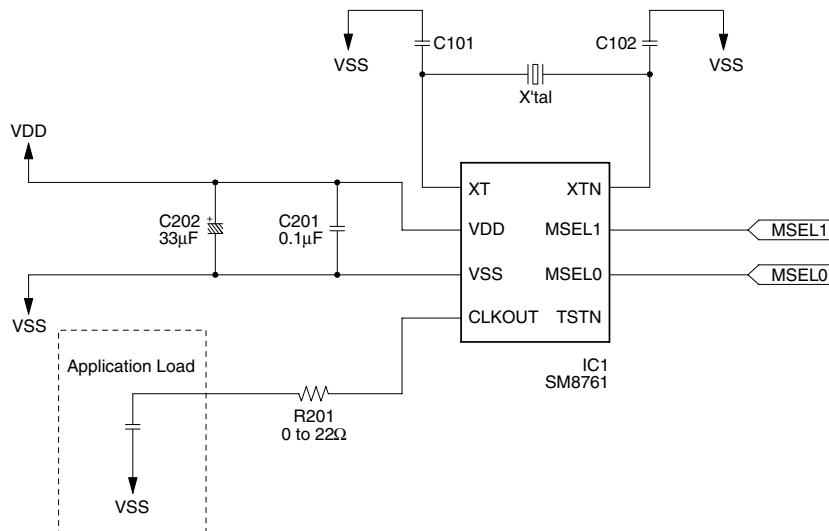 C101
C102
VSS
VSS
X'tal
VDD
XT
XTN
C202
+
33µF
C201
0.1µF
VDD
MSEL1
MSEL1
VSS
MSEL0
MSEL0
VSS
CLKOUT
TSTN
Application Load
IC1
SM8761
R201
0 to 22Ω
VSS